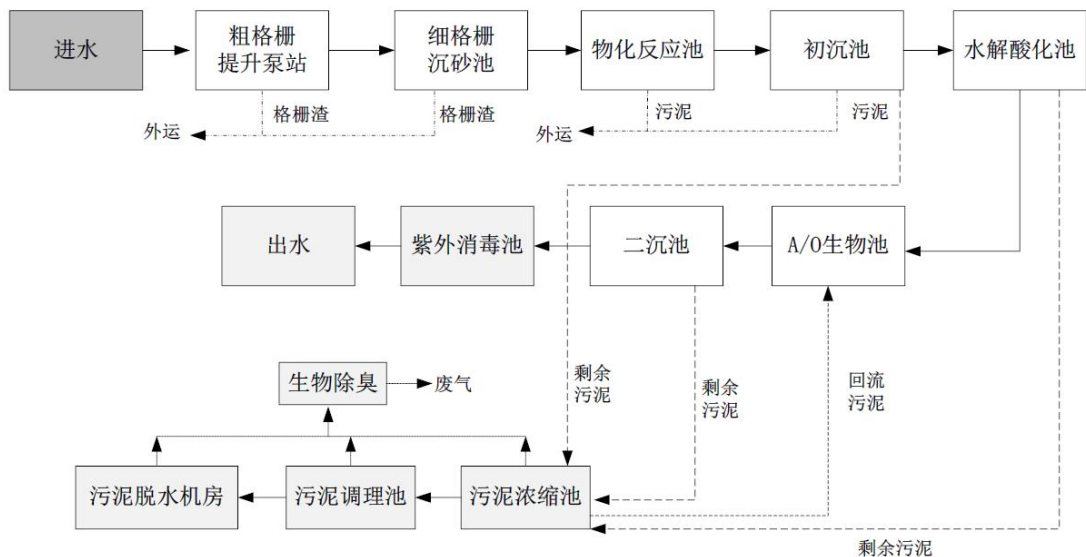 进水
粗格栅
提升泵站
细格栅
沉砂池
物化反应池
初沉池
水解酸化池
格栅渣
格栅渣
污泥
污泥
外运
外运
出水
紫外消毒池
二沉池
A/O生物池
生物除臭
废气
剩余
污泥
剩余
污泥
回流
污泥
污泥脱水机房
污泥调理池
污泥浓缩池
剩余污泥